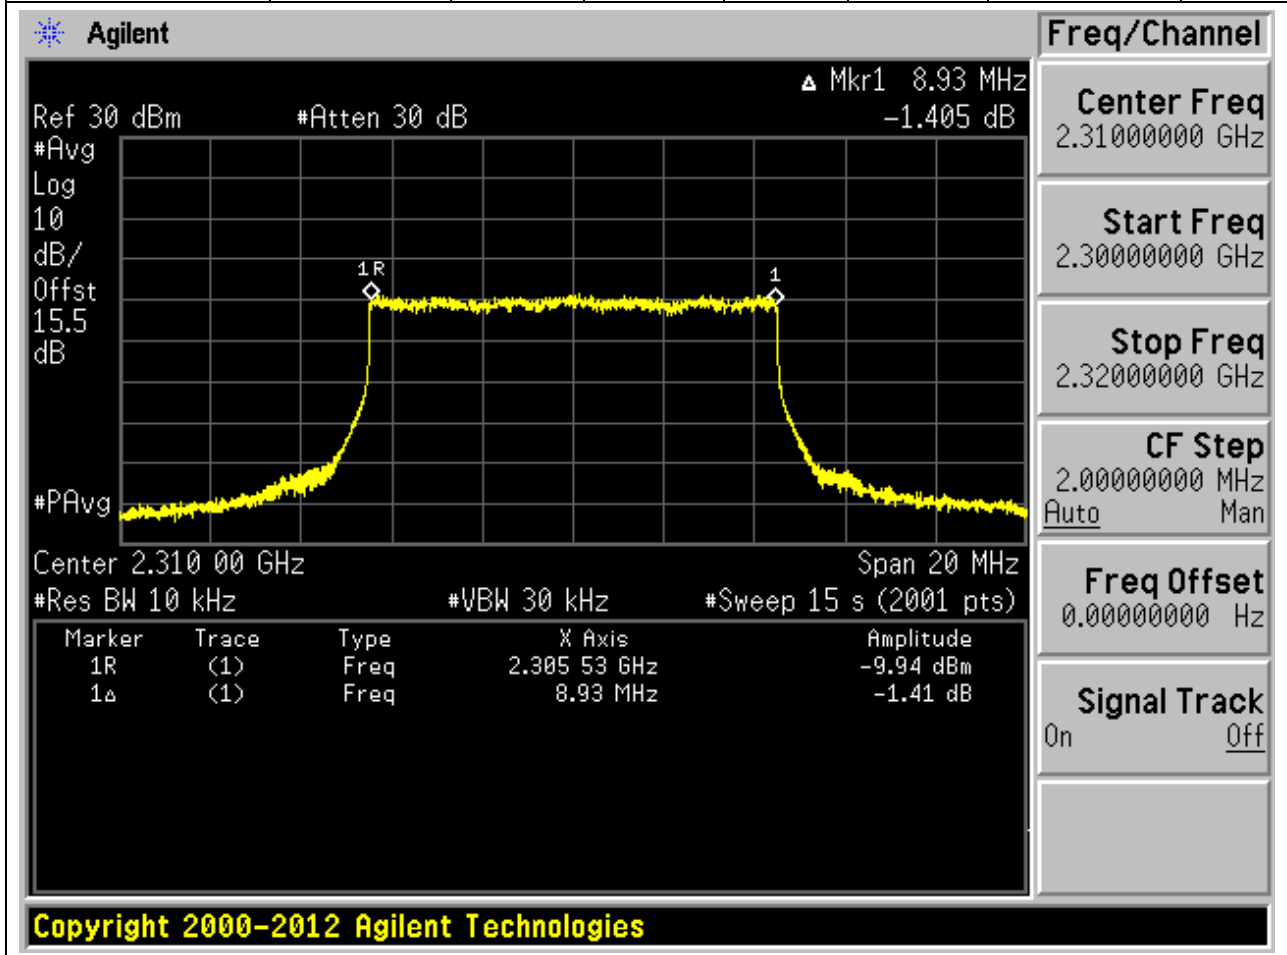 Agilent
Freq/Channel
▵ Mkr1 8.93 MHz
Ref 30 dBm #Atten 30 dB -1.405 dB
#Avg
Log
10
dB/
Offst
15.5
dB
1R
1
#PAvg
Center 2.310 00 GHz Span 20 MHz
#Res BW 10 kHz #VBW 30 kHz #Sweep 15 s (2001 pts)
Marker Trace Type X Axis Amplitude
1R (1) Freq 2.305 53 GHz -9.94 dBm
1▵ (1) Freq 8.93 MHz -1.41 dB
Center Freq
2.31000000 GHz
Start Freq
2.30000000 GHz
Stop Freq
2.32000000 GHz
CF Step
2.00000000 MHz
Auto Man
Freq Offset
0.00000000 Hz
Signal Track
On Off
Copyright 2000-2012 Agilent Technologies